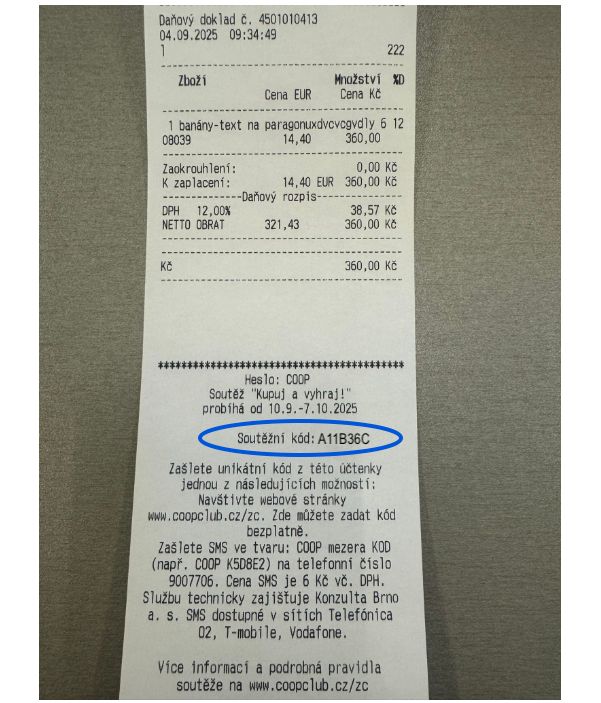 Daňový doklad č. 4501010413
04.09.2025 09:34:49
1 222
Zboží Množství %D
Cena EUR Cena Kč
1 banány-text na paragonuxdvcvcgvdly 6 12
08039 14,40 360,00
Zaokrouhlení: 0,00 Kč
K zaplacení: 14,40 EUR 360,00 Kč
Daňový rozpis
DPH 12,00% 38,57 Kč
NETTO OBRAT 321,43 360,00 Kč
Kč 360,00 Kč
******************************************
Heslo: COOP
Soutěž "Kupuj a vyhraj!"
probíhá od 10.9.-7.10.2025
Soutěžní kód: A11B36C
Zašlete unikátní kód z této účtenky
jednou z následujících možností:
Navštivte webové stránky
www.coopclub.cz/zc. Zde můžete zadat kód
bezplatně.
Zašlete SMS ve tvaru: COOP mezera KOD
(např. COOP K5D8E2) na telefonní číslo
9007706. Cena SMS je 6 Kč vč. DPH.
Službu technicky zajišťuje Konzulta Brno
a. s. SMS dostupné v sítích Telefónica
O2, T-mobile, Vodafone.
Více informací a podrobná pravidla
soutěže na www.coopclub.cz/zc